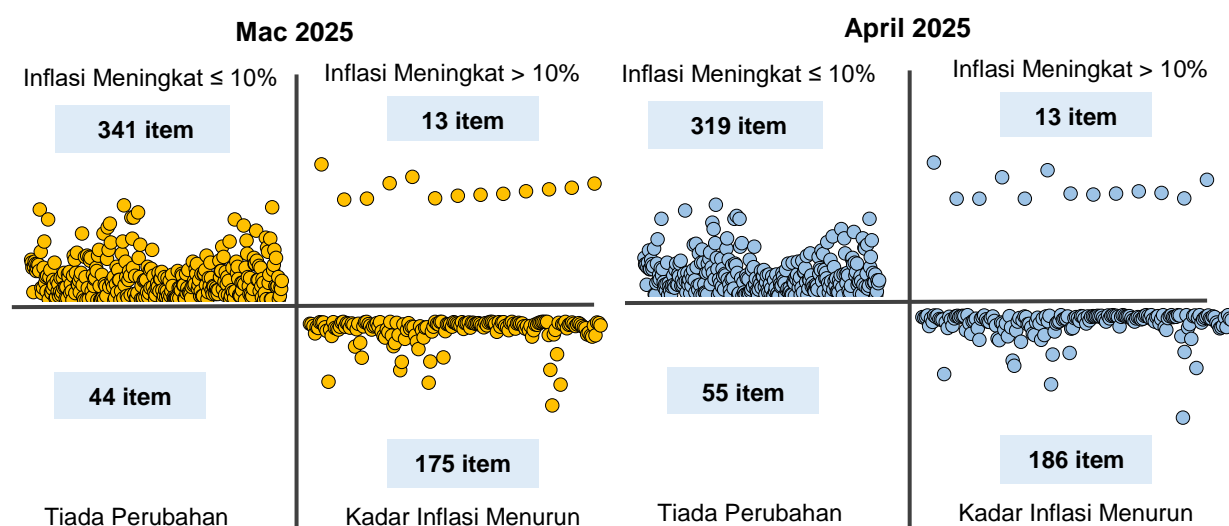 Mac 2025
Inflasi Meningkat ≤ 10%
Inflasi Meningkat > 10%
341 item
13 item
44 item
175 item
Tiada Perubahan
Kadar Inflasi Menurun
April 2025
Inflasi Meningkat ≤ 10%
Inflasi Meningkat > 10%
319 item
13 item
55 item
186 item
Tiada Perubahan
Kadar Inflasi Menurun